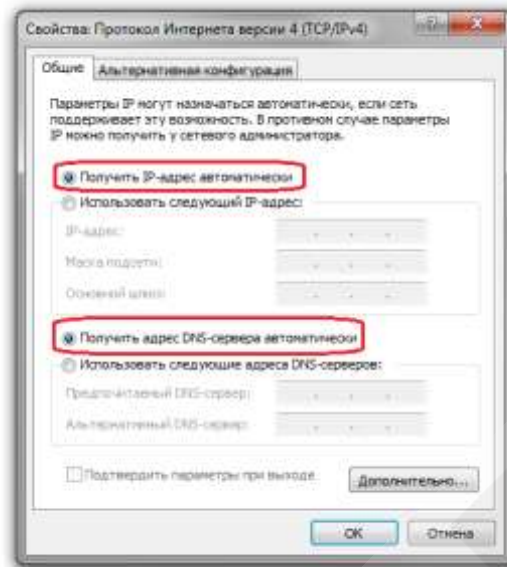 Свойства: Протокол Интернета версии 4 (TCP/IPv4)
Общие
Альтернативная конфигурация
Параметры IP могут назначаться автоматически, если сеть
поддерживает эту возможность. В противном случае параметры
IP можно получить у сетевого администратора.
Получить IP-адрес автоматически
Использовать следующий IP-адрес:
IP-адрес:
Маска подсети:
Основной шлюз:
Получить адрес DNS-сервера автоматически
Использовать следующие адреса DNS-серверов:
Предпочитаемый DNS-сервер:
Альтернативный DNS-сервер:
Подтвердить параметры при выходе
Дополнительно...
OK
Отмена